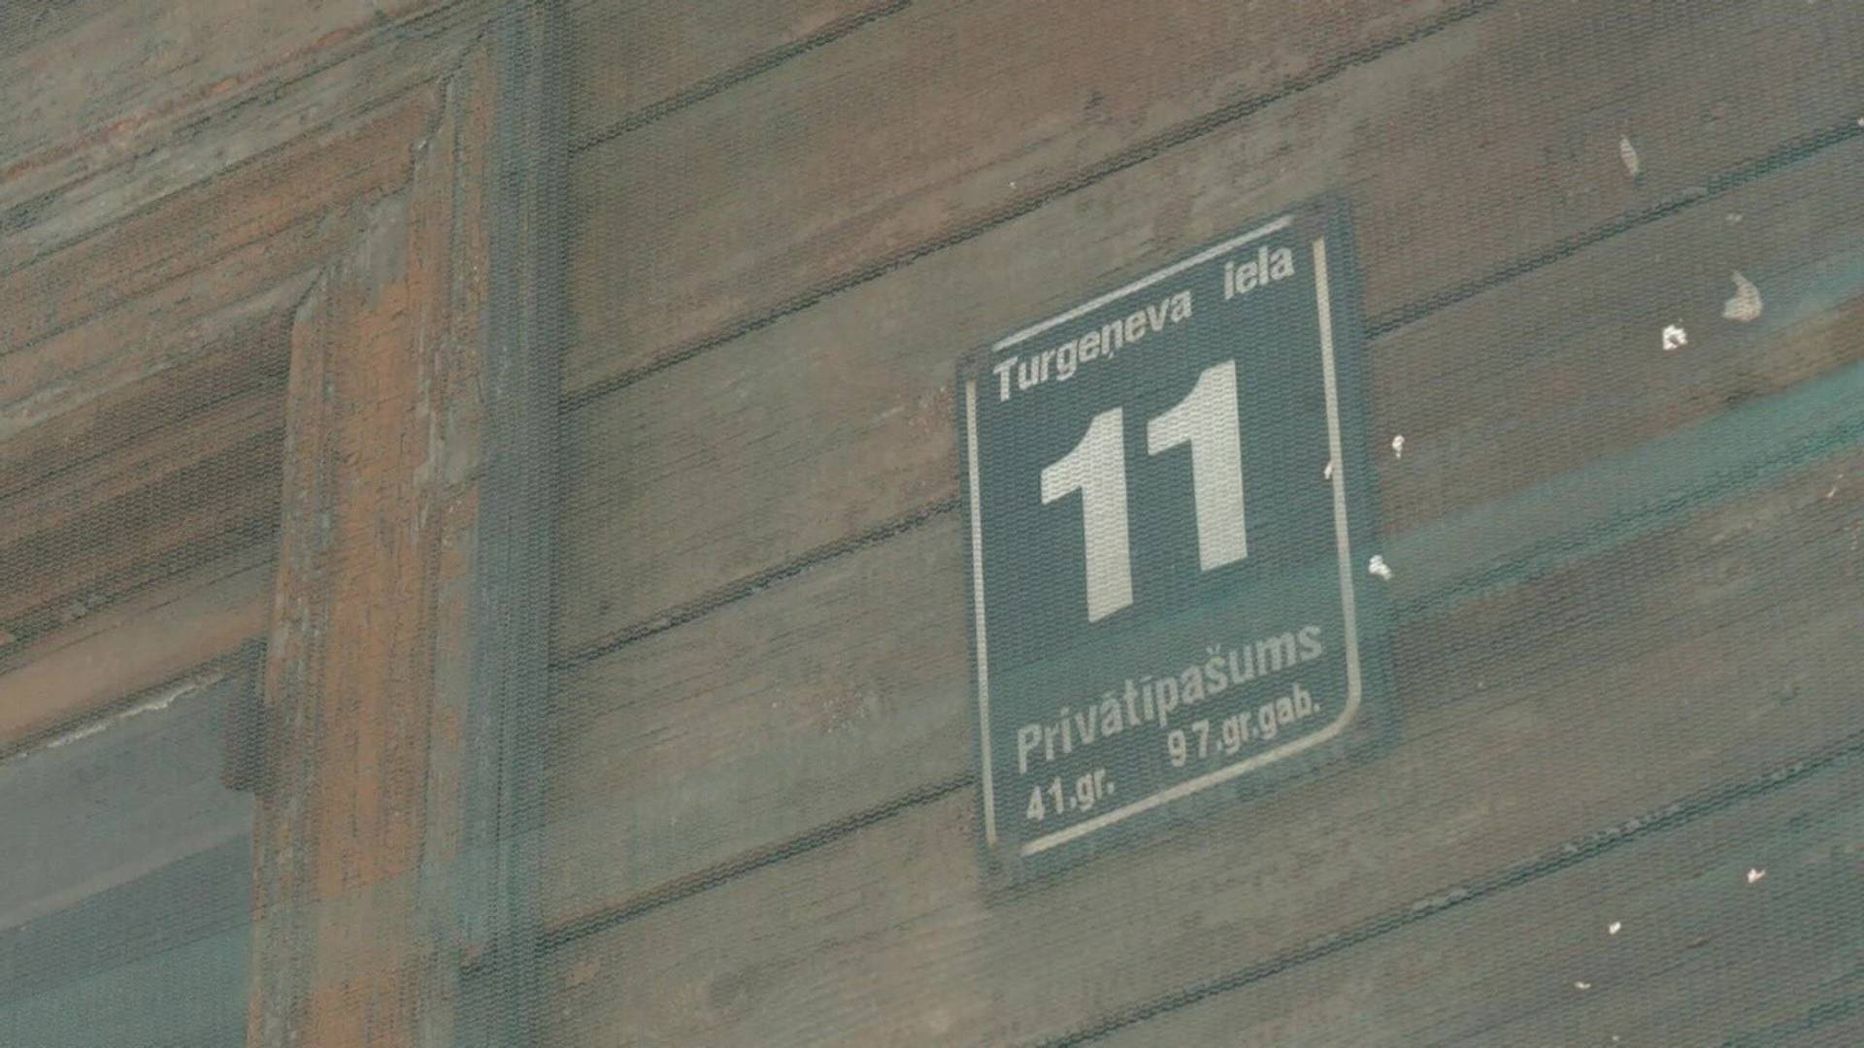 Turgeņeva iela
11
Privātīpašums
41.gr. 97.gr.gab.